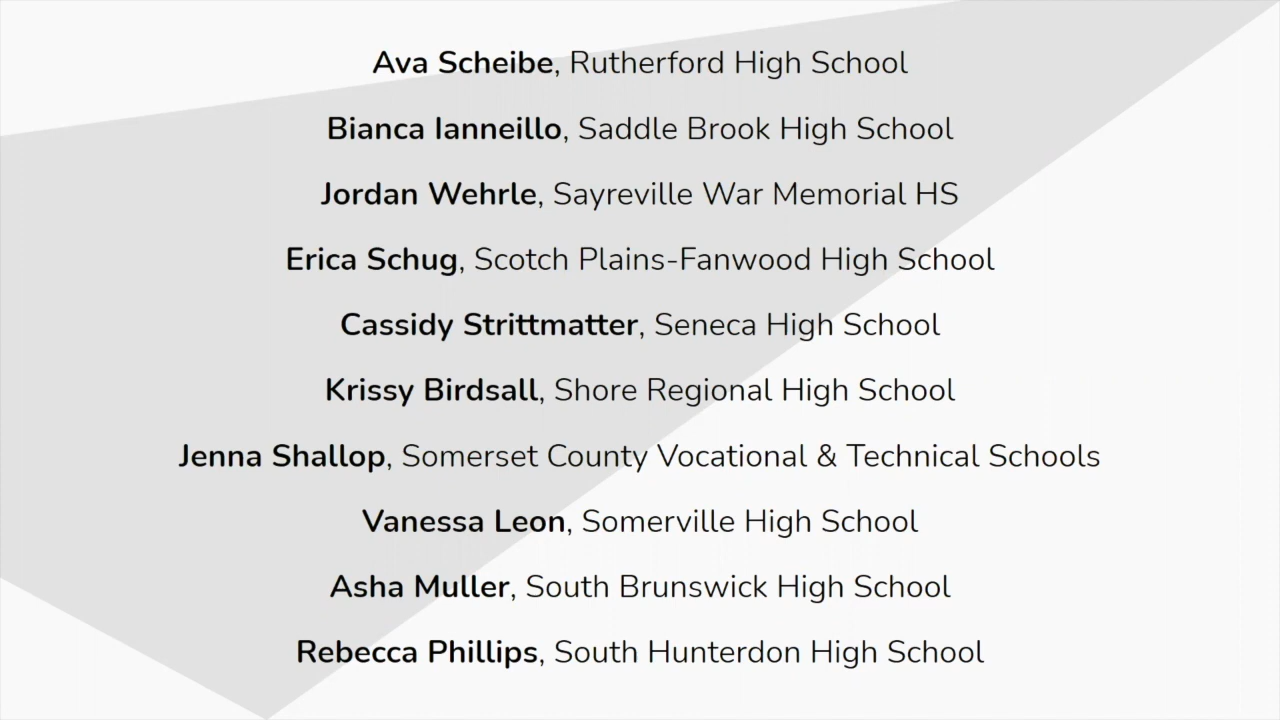 Ava Scheibe, Rutherford High School
Bianca Ianneillo, Saddle Brook High School
Jordan Wehrle, Sayreville War Memorial HS
Erica Schug, Scotch Plains-Fanwood High School
Cassidy Strittmatter, Seneca High School
Krissy Birdsall, Shore Regional High School
Jenna Shallop, Somerset County Vocational & Technical Schools
Vanessa Leon, Somerville High School
Asha Muller, South Brunswick High School
Rebecca Phillips, South Hunterdon High School